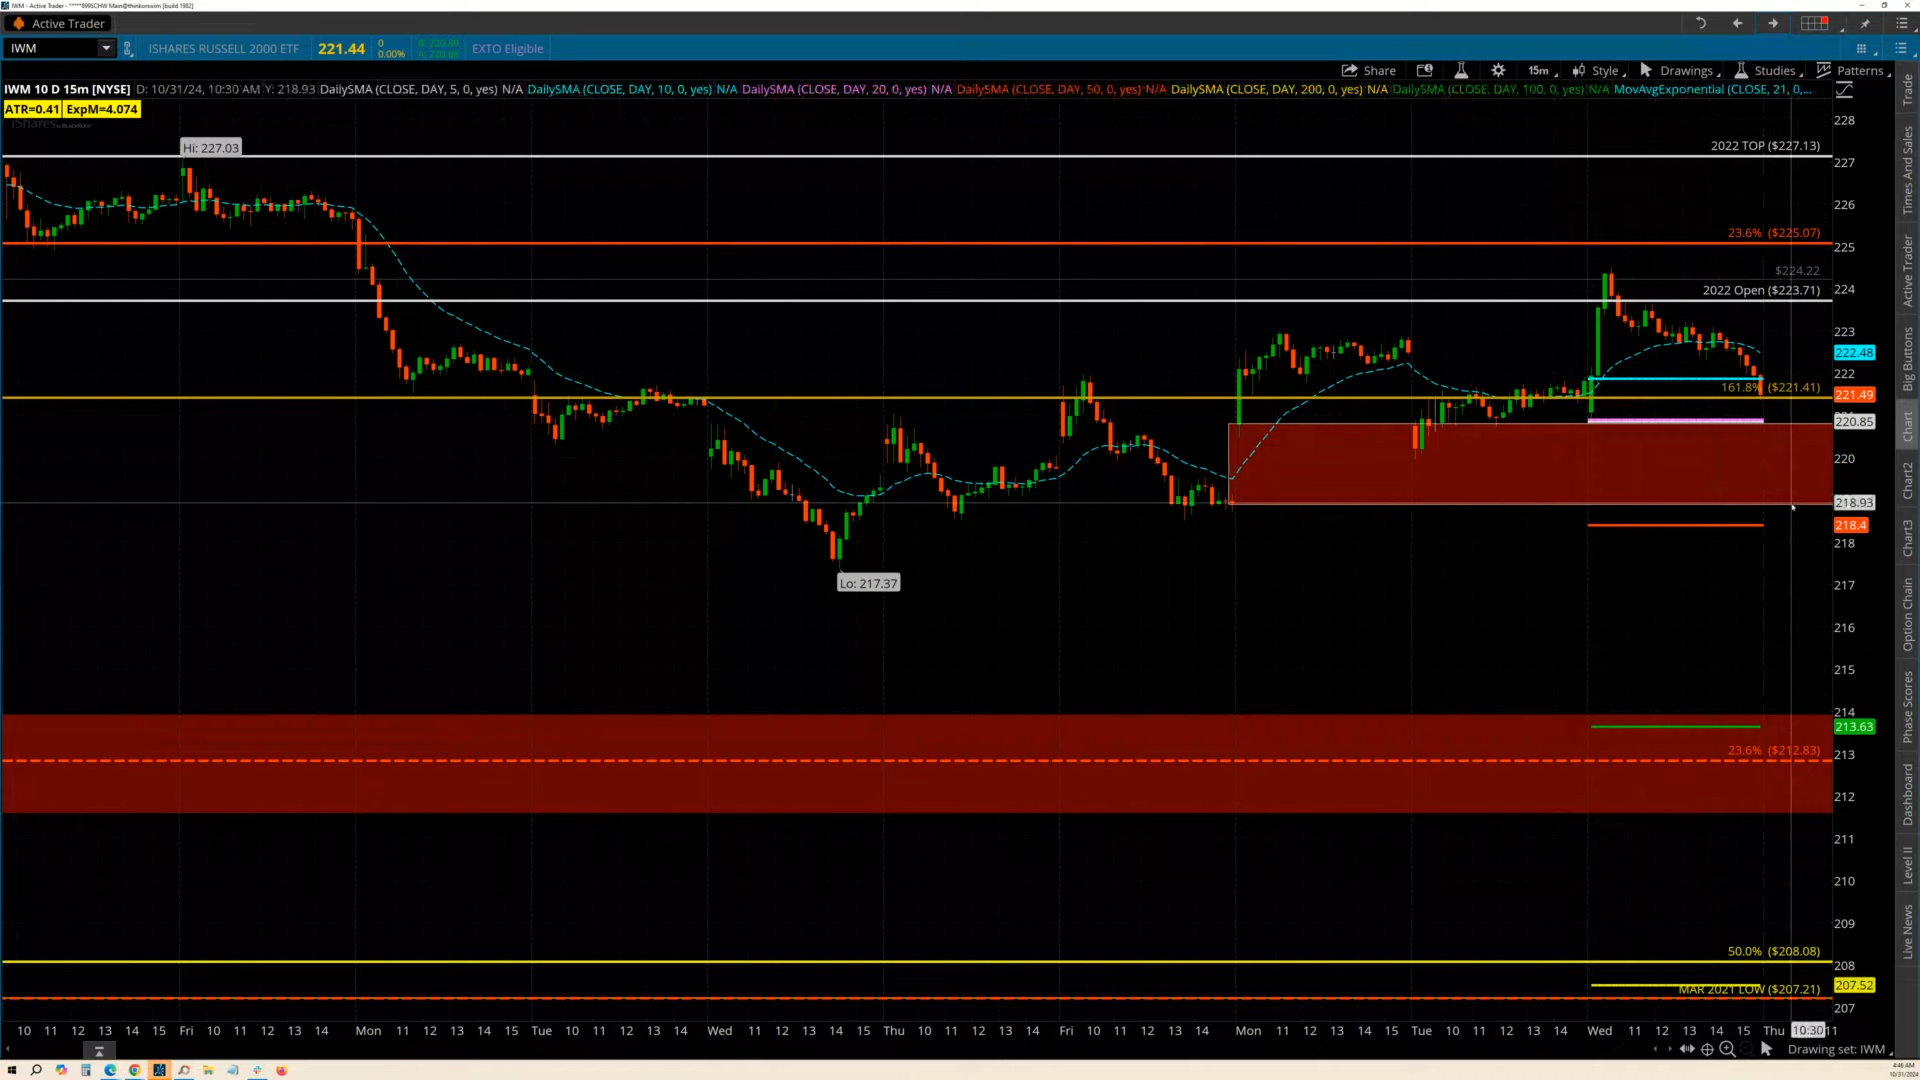 IWM - Active Trader - *****899SCHW Main@thinkorswim [build 1982]
Active Trader
IWM
ISHARES RUSSELL 2000 ETF
221.44
0
0.00%
EXTO Eligible
Share
15m
Style
Drawings
Studies
Patterns
IWM 10 D 15m [NYSE] D: 10/31/24, 10:30 AM Y: 218.93 DailySMA (CLOSE, DAY, 5, 0, yes) N/A DailySMA (CLOSE, DAY, 10, 0, yes) N/A DailySMA (CLOSE, DAY, 20, 0, yes) N/A DailySMA (CLOSE, DAY, 50, 0, yes) N/A DailySMA (CLOSE, DAY, 200, 0, yes) N/A DailySMA (CLOSE, DAY, 100, 0, yes) N/A MovAvgExponential (CLOSE, 21, 0,...
ATR=0.41 ExpM=4.074
228
Hi: 227.03
2022 TOP ($227.13)
227
226
23.6% ($225.07)
225
$224.22
224
2022 Open ($223.71)
223
222.48
222
161.8% ($221.41)
221.49
220.85
220
218.93
218.4
218
Lo: 217.37
217
216
215
214
213.63
23.6% ($212.83)
213
212
211
210
209
50.0% ($208.08)
208
207.52
MAR 2021 LOW ($207.21)
207
10 11 12 13 14 15 Fri 10 11 12 13 14 Mon 11 12 13 14 15 Tue 10 11 12 13 14 Wed 11 12 13 14 15 Thu 10 11 12 13 14 Fri 10 11 12 13 14 Mon 11 12 13 14 15 Tue 10 11 12 13 14 Wed 11 12 13 14 15 Thu 10:30 11
Drawing set: IWM
Trade
Times And Sales
Active Trader
Big Buttons
Chart
Chart2
Chart3
Option Chain
Phase Scores
Dashboard
Level II
Live News
4:46 AM
10/31/2024